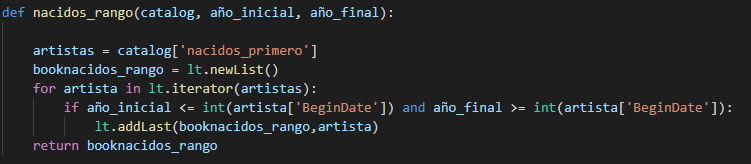 def nacidos_rango(catalog, año_inicial, año_final):
    artistas = catalog['nacidos_primero']
    booknacidos_rango = lt.newList()
    for artista in lt.iterator(artistas):
        if año_inicial <= int(artista['BeginDate']) and año_final >= int(artista['BeginDate']):
            lt.addLast(booknacidos_rango,artista)
    return booknacidos_rango